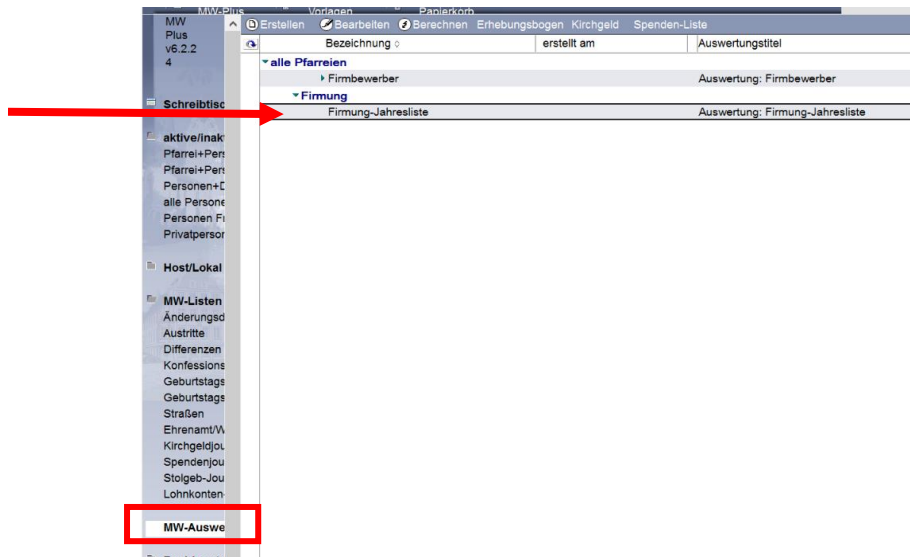 MW-Plus Vorlagen Papierkorb
MW
Plus
v6.2.2
4
Erstellen Bearbeiten Berechnen Erhebungsbogen Kirchgeld Spenden-Liste
Bezeichnung erstellt am Auswertungstitel
alle Pfarreien
Firmbewerber Auswertung: Firmbewerber
Firmung
Firmung-Jahresliste Auswertung: Firmung-Jahresliste
Schreibtisc
aktive/inak
Pfarrei+Pers
Pfarrei+Pers
Personen+D
alle Persone
Personen Fr
Privatperson
Host/Lokal
MW-Listen
Änderungsd
Austritte
Differenzen
Konfessions
Geburtstags
Geburtstags
Straßen
Ehrenamt/W
Kirchgeldjou
Spendenjou
Stolgeb-Jou
Lohnkonten-
MW-Auswe